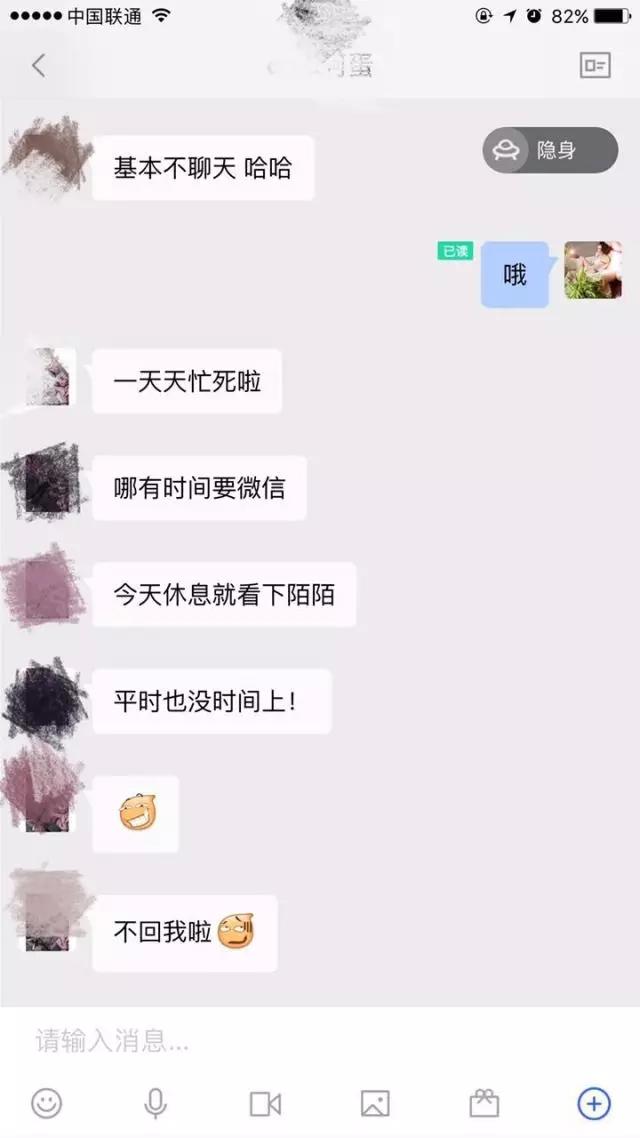 中国联通
82%
蛋
基本不聊天 哈哈
隐身
已读
哦
一天天忙死啦
哪有时间要微信
今天休息就看下陌陌
平时也没时间上!
不回我啦
请输入消息...